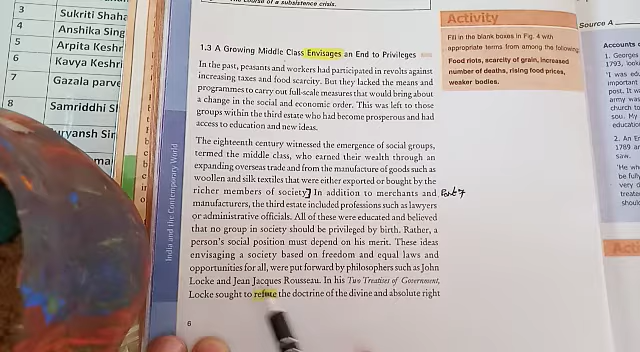 The course of a subsistence crisis.
3
Sukriti Shaha
4
Anshika Sing
5
Arpita Keshr
6
Kavya Keshri
7
Gazala parve
8
Samriddhi Sh
uryansh Sin
India and the Contemporary World
1.3 A Growing Middle Class Envisages an End to Privileges
In the past, peasants and workers had participated in revolts against
increasing taxes and food scarcity. But they lacked the means and
programmes to carry out full-scale measures that would bring about
a change in the social and economic order. This was left to those
groups within the third estate who had become prosperous and had
access to education and new ideas.
The eighteenth century witnessed the emergence of social groups,
termed the middle class, who earned their wealth through an
expanding overseas trade and from the manufacture of goods such as
woollen and silk textiles that were either exported or bought by the
richer members of society. In addition to merchants and
manufacturers, the third estate included professions such as lawyers
or administrative officials. All of these were educated and believed
that no group in society should be privileged by birth. Rather, a
person's social position must depend on his merit. These ideas
envisaging a society based on freedom and equal laws and
opportunities for all, were put forward by philosophers such as John
Locke and Jean Jacques Rousseau. In his Two Treatises of Government,
Locke sought to refute the doctrine of the divine and absolute right
6
Activity
Fill in the blank boxes in Fig. 4 with
appropriate terms from among the following:
Food riots, scarcity of grain, increased
number of deaths, rising food prices,
weaker bodies.
Source A
Accounts
1. Georges
1793, look
important
post. It w
army was
church to
sou. My
educatio
2. An E
1789 ar
saw.
'He wh
be fully
very d
treate
shoul
Acti